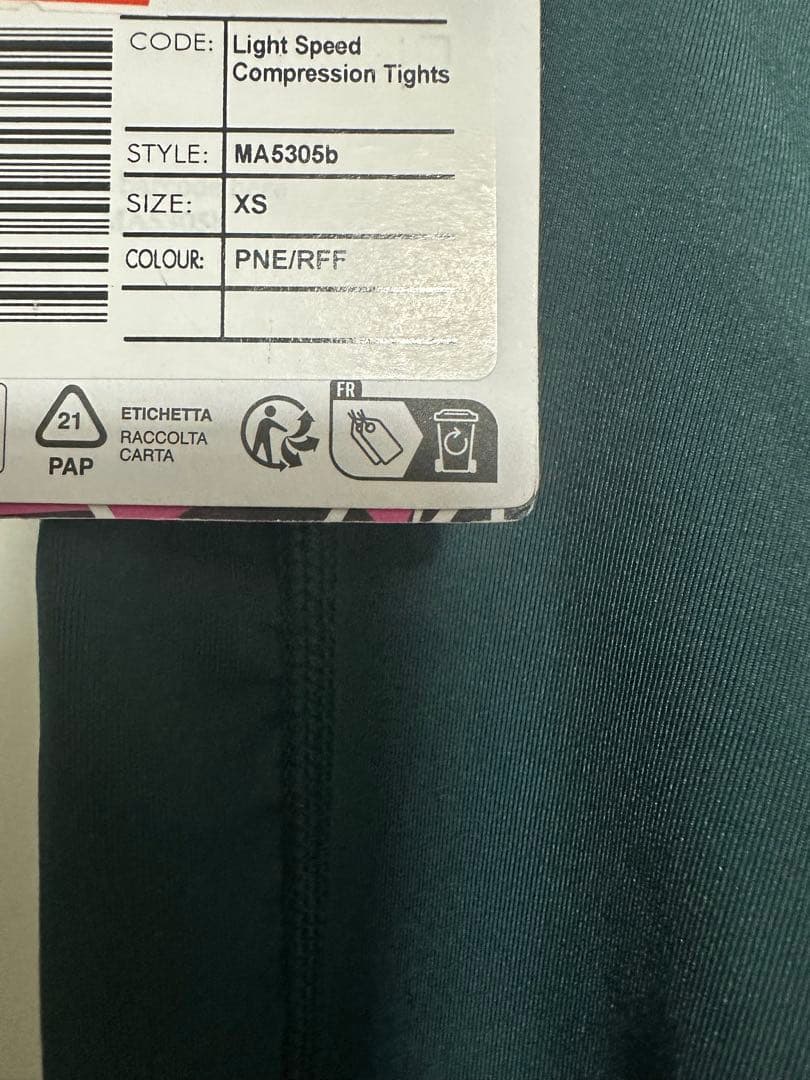 CODE: Light Speed
Compression Tights
STYLE: MA5305b
SIZE: XS
COLOUR: PNE/RFF
21
PAP
ETICHETTA
RACCOLTA
CARTA
FR